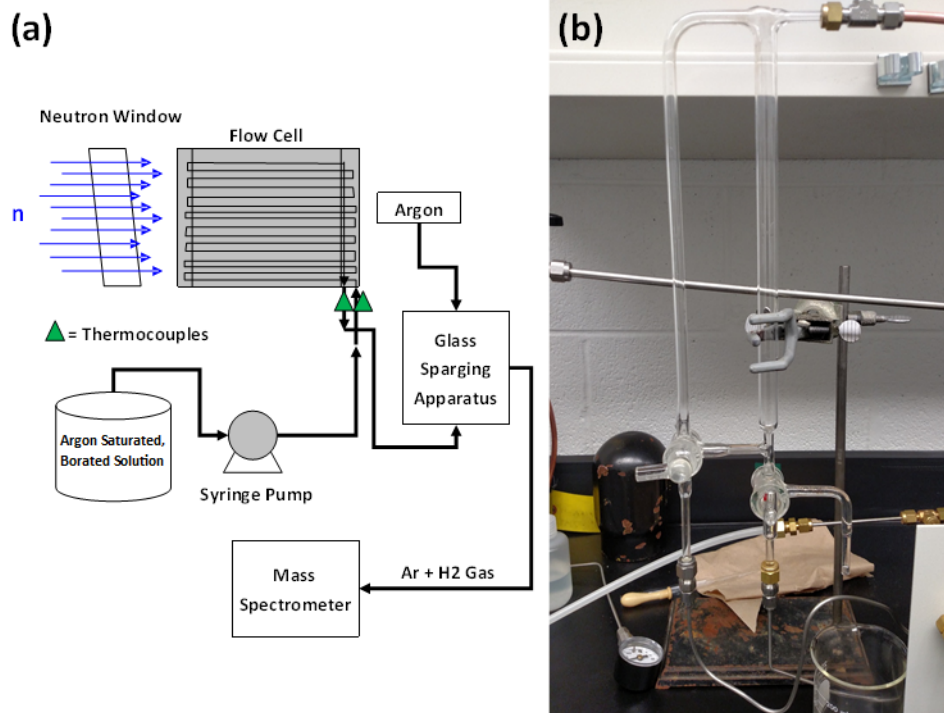 (a)
(b)
Neutron Window
Flow Cell
n
Argon
= Thermocouples
Glass
Sparging
Apparatus
Argon Saturated,
Borated Solution
Syringe Pump
Mass
Spectrometer
Ar + H2 Gas